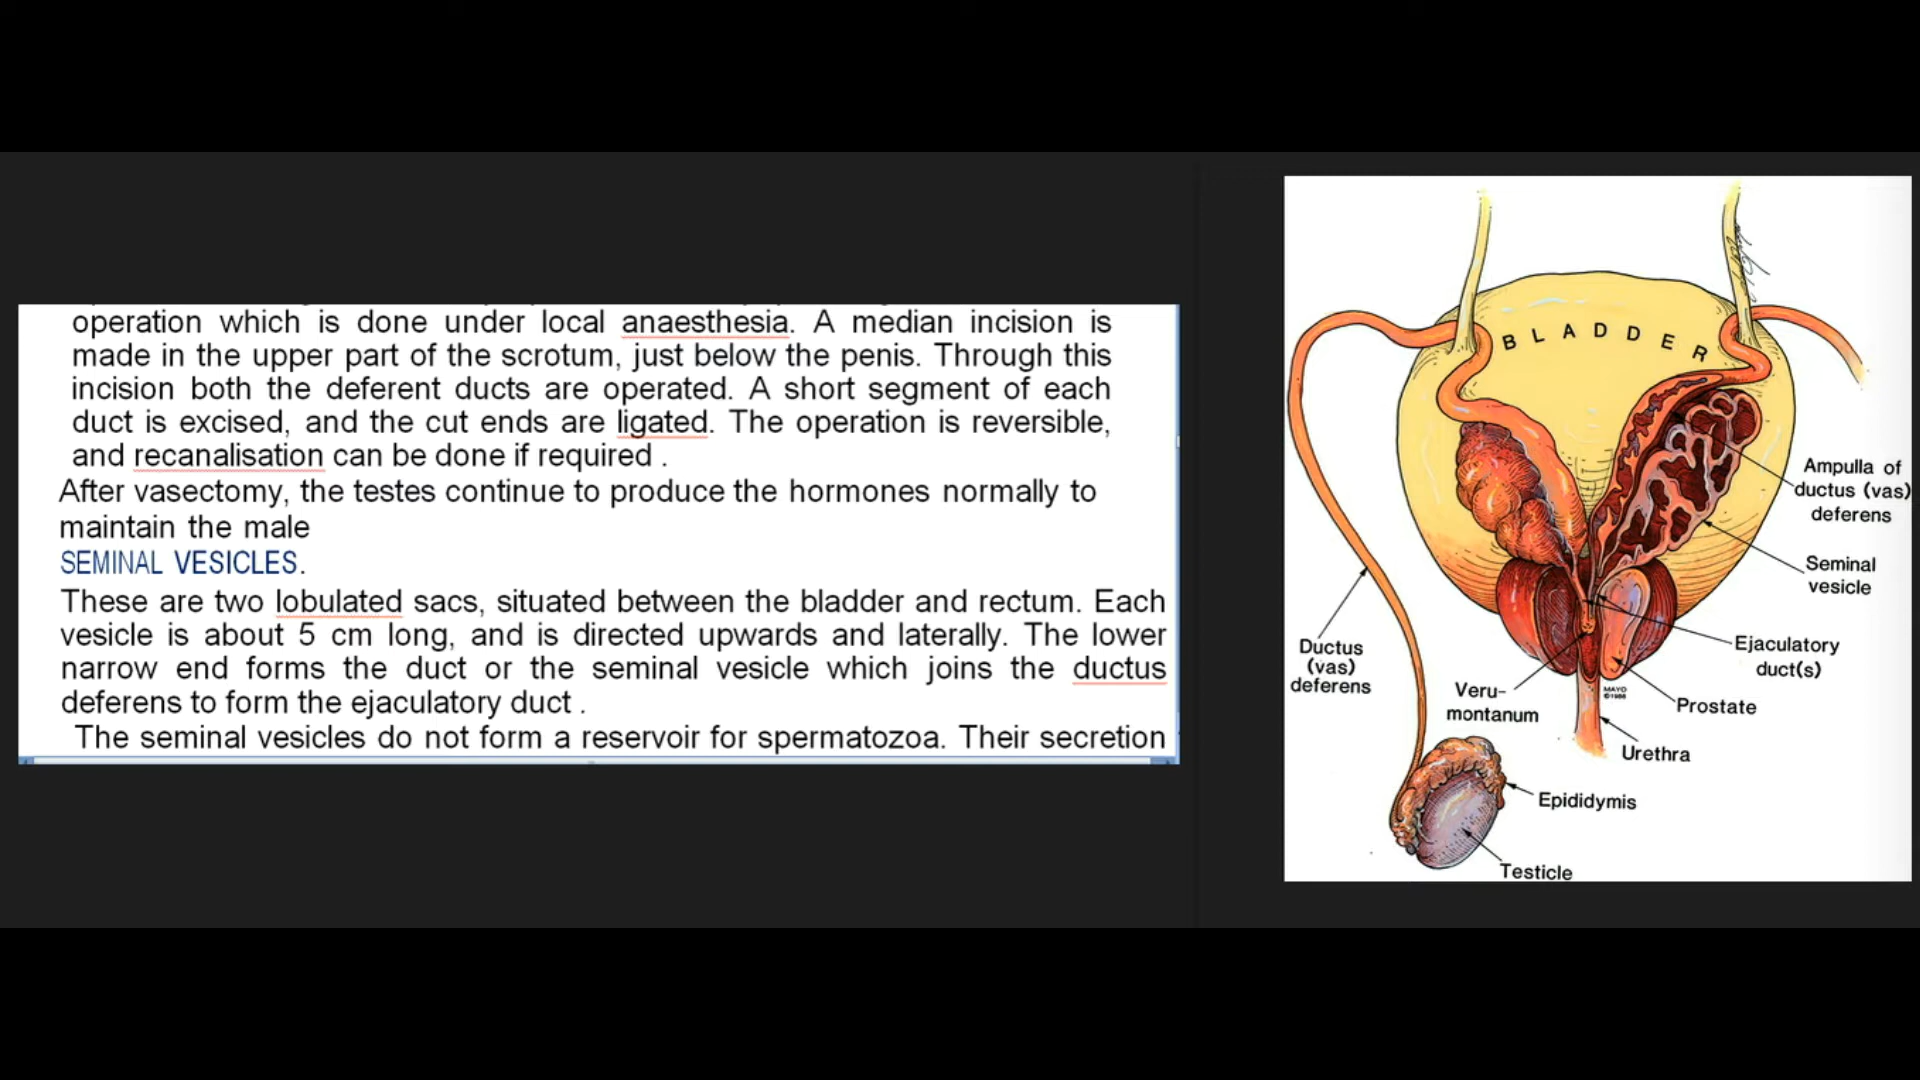 operation which is done under local anaesthesia. A median incision is
made in the upper part of the scrotum, just below the penis. Through this
incision both the deferent ducts are operated. A short segment of each
duct is excised, and the cut ends are ligated. The operation is reversible,
and recanalisation can be done if required .
After vasectomy, the testes continue to produce the hormones normally to
maintain the male
SEMINAL VESICLES.
These are two lobulated sacs, situated between the bladder and rectum. Each
vesicle is about 5 cm long, and is directed upwards and laterally. The lower
narrow end forms the duct or the seminal vesicle which joins the ductus
deferens to form the ejaculatory duct .
The seminal vesicles do not form a reservoir for spermatozoa. Their secretion
BLADDER
Ampulla of
ductus (vas)
deferens
Seminal
vesicle
Ejaculatory
duct(s)
Ductus
(vas)
deferens
Veru-
montanum
MAYO
©1986
Prostate
Urethra
Epididymis
Testicle